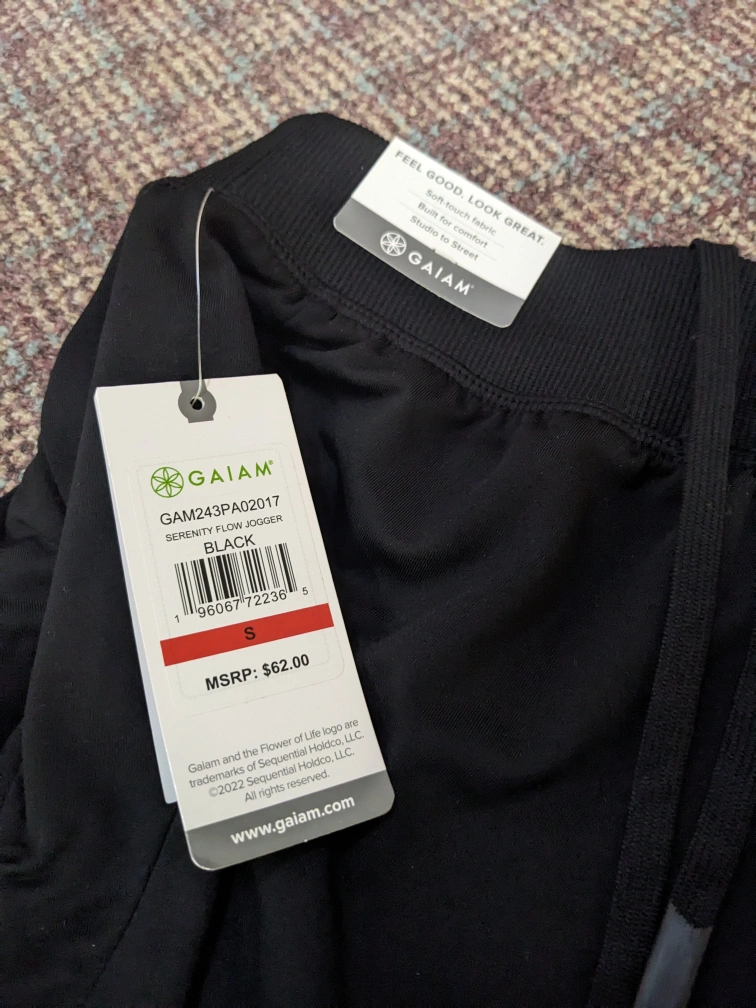 FEEL GOOD. LOOK GREAT.
Soft-touch fabric
Built for comfort
Studio to Street
GAIAM®
GAIAM®
GAM243PA02017
SERENITY FLOW JOGGER
BLACK
1 96067 72236 5
S
MSRP: $62.00
Gaiam and the Flower of Life logo are
trademarks of Sequential Holdco, LLC.
©2022 Sequential Holdco, LLC.
All rights reserved.
www.gaiam.com